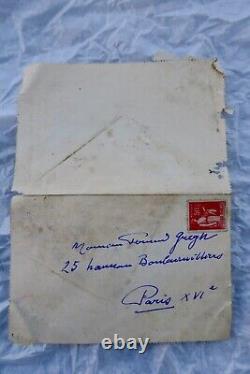 Monsieur Fernand Gregh
25 hameau Boulainvilliers
Paris XVIe